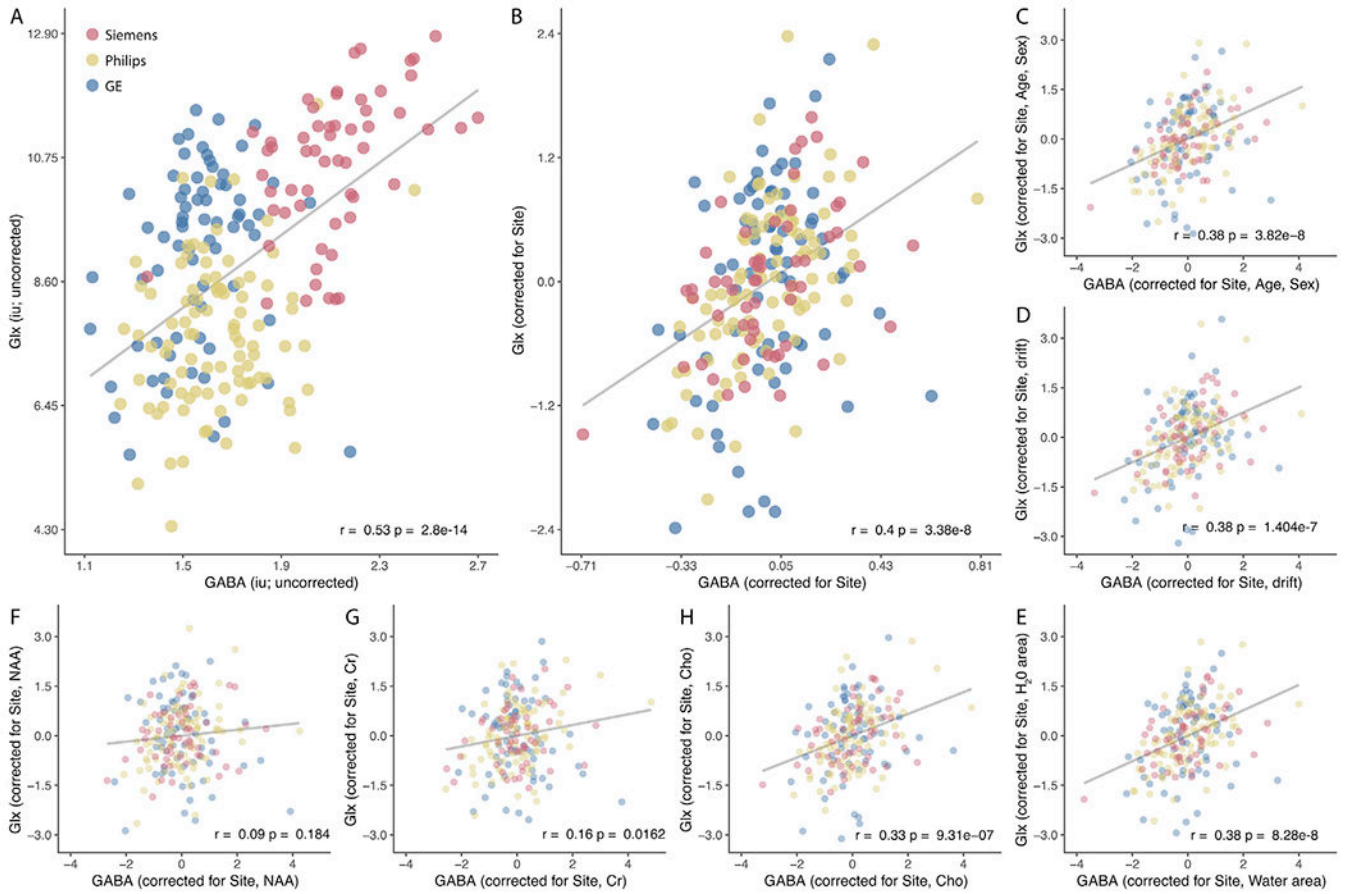 A
12.90
10.75
8.60
6.45
4.30
Glx (iu; uncorrected)
Siemens
Philips
GE
r = 0.53 p = 2.8e-14
1.1
1.5
1.9
2.3
2.7
GABA (iu; uncorrected)
B
2.4
1.2
0.0
−1.2
−2.4
Glx (corrected for Site)
r = 0.4 p = 3.38e-8
−0.71
−0.33
0.05
0.43
0.81
GABA (corrected for Site)
C
3.0
1.5
0.0
−1.5
−3.0
Glx (corrected for Site, Age, Sex)
r = 0.38 p = 3.82e−8
−4
−2
0
2
4
GABA (corrected for Site, Age, Sex)
D
3.0
1.5
0.0
−1.5
−3.0
Glx (corrected for Site, drift)
r = 0.38 p = 1.404e-7
−4
−2
0
2
4
GABA (corrected for Site, drift)
F
3.0
1.5
0.0
−1.5
−3.0
Glx (corrected for Site, NAA)
r = 0.09 p = 0.184
−4
−2
0
2
4
GABA (corrected for Site, NAA)
G
3.0
1.5
0.0
−1.5
−3.0
Glx (corrected for Site, Cr)
r = 0.16 p = 0.0162
−4
−2
0
2
4
GABA (corrected for Site, Cr)
H
3.0
1.5
0.0
−1.5
−3.0
Glx (corrected for Site, Cho)
r = 0.33 p = 9.31e−07
−4
−2
0
2
4
GABA (corrected for Site, Cho)
E
3.0
1.5
0.0
−1.5
−3.0
Glx (corrected for Site, H₂0 area)
r = 0.38 p = 8.28e-8
−4
−2
0
2
4
GABA (corrected for Site, Water area)